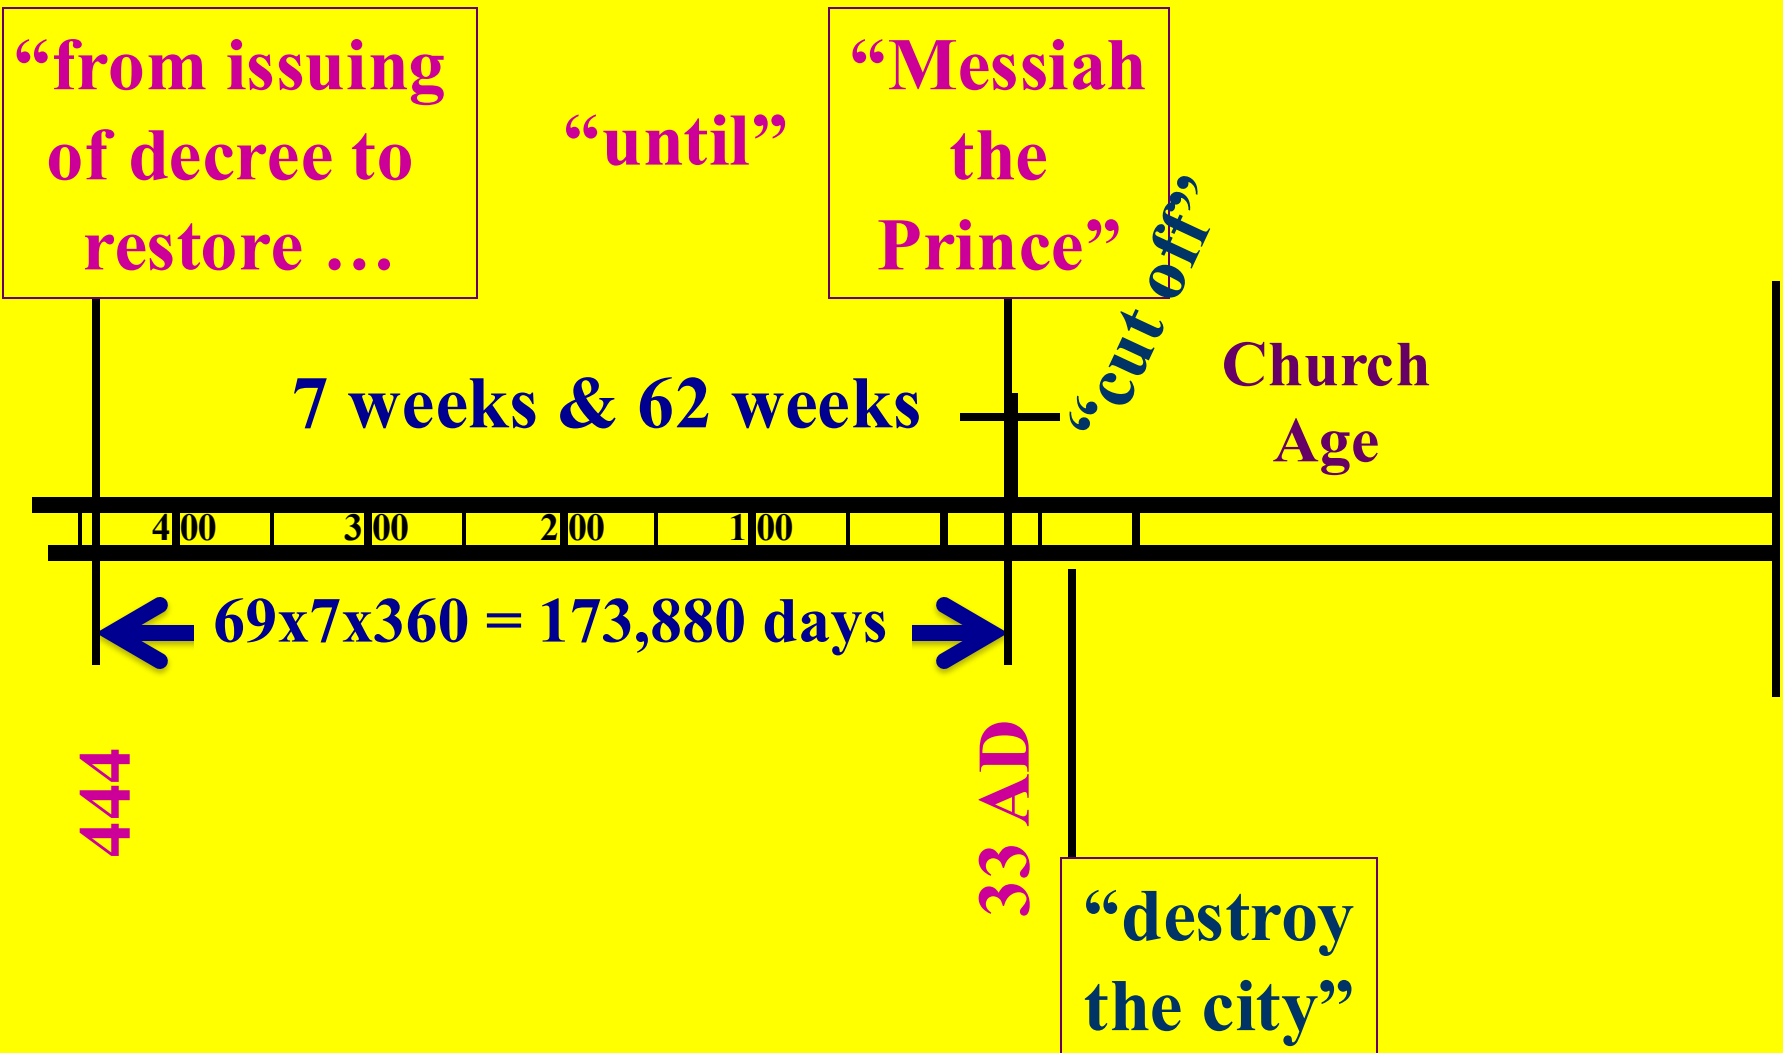 “from issuing
of decree to
restore …
“until”
“Messiah
the
Prince”
“cut off”
Church
Age
7 weeks & 62 weeks
400 300 200 100
69x7x360 = 173,880 days
444
33 AD
“destroy
the city”